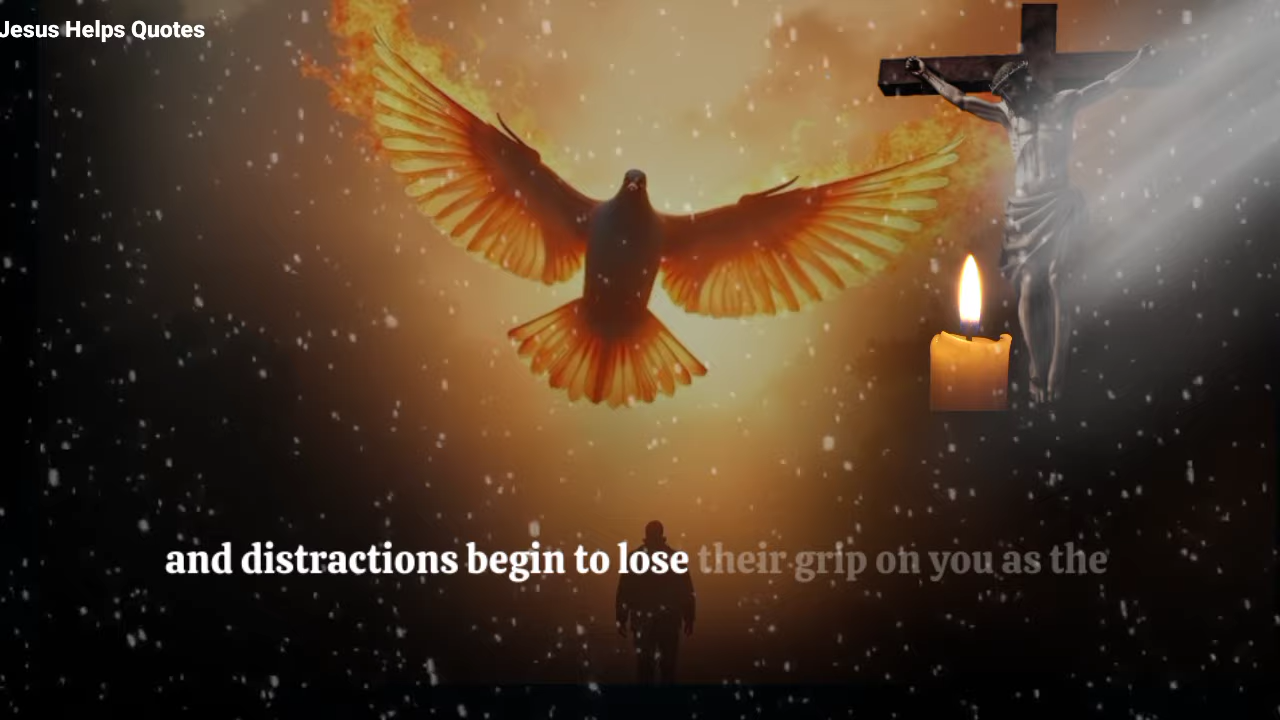 Jesus Helps Quotes
and distractions begin to lose their grip on you as the